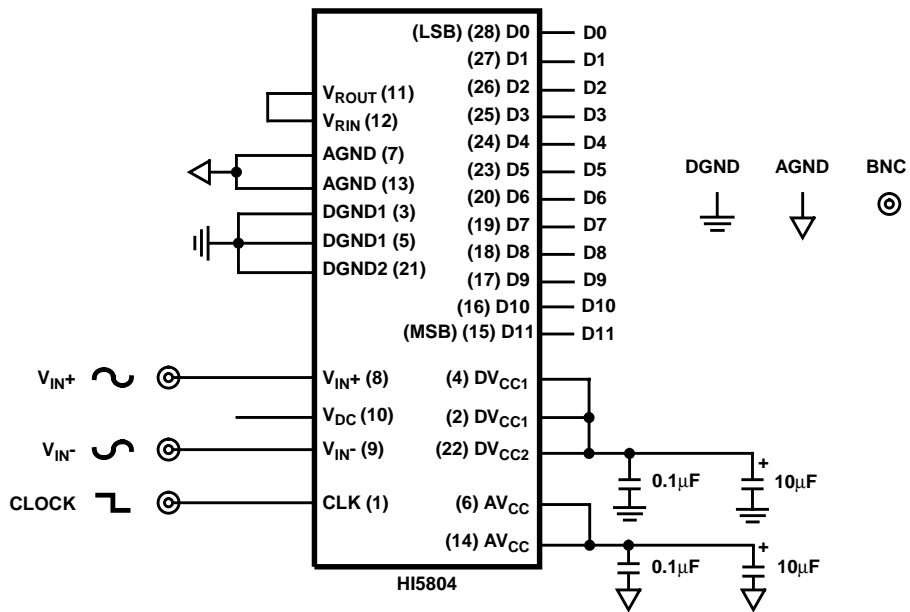 (LSB) (28) D0 D0
(27) D1 D1
(26) D2 D2
(25) D3 D3
(24) D4 D4
(23) D5 D5
(20) D6 D6
(19) D7 D7
(18) D8 D8
(17) D9 D9
(16) D10 D10
(MSB) (15) D11 D11
VROUT (11)
VRIN (12)
AGND (7)
AGND (13)
DGND1 (3)
DGND1 (5)
DGND2 (21)
DGND AGND BNC
VIN+ VIN+ (8) (4) DVCC1
VDC (10) (2) DVCC1
VIN- VIN- (9) (22) DVCC2
+
0.1μF 10μF
CLOCK CLK (1) (6) AVCC
(14) AVCC
+
0.1μF 10μF
HI5804